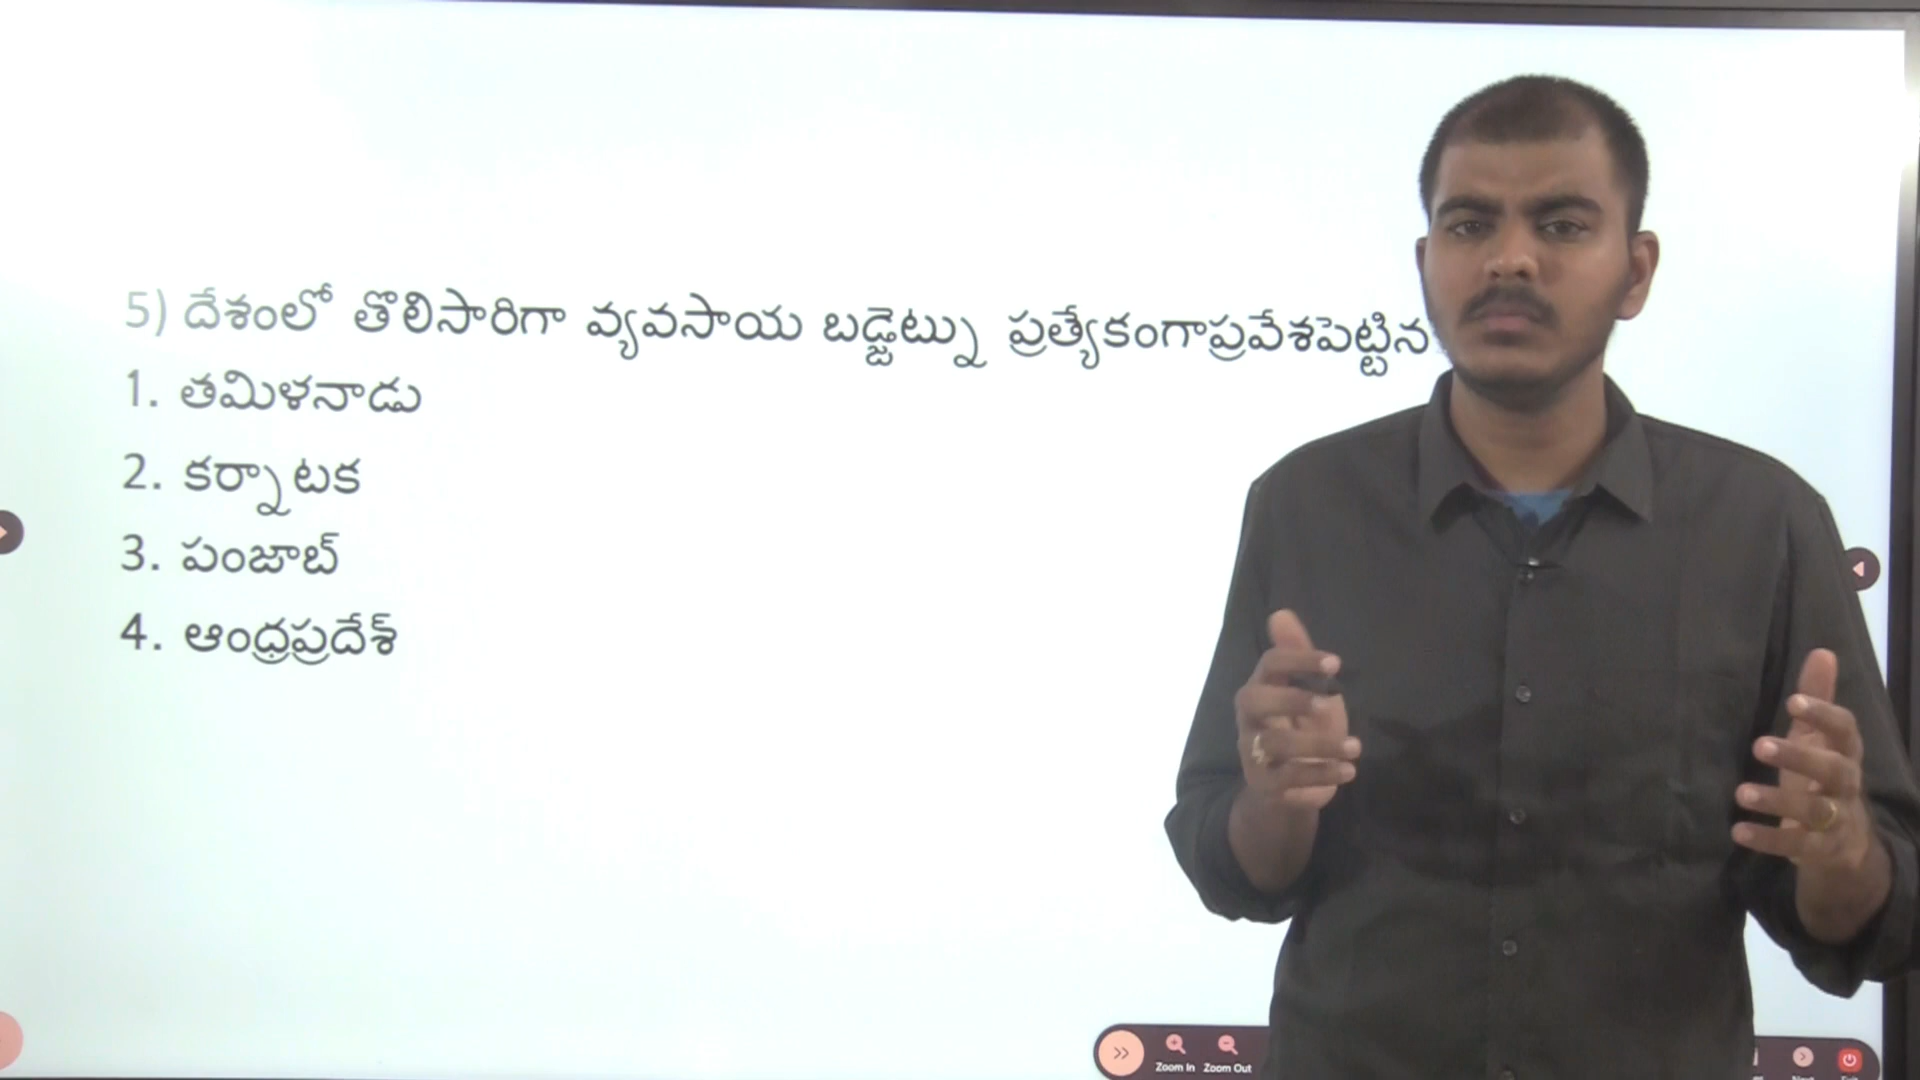 5) దేశంలో తొలిసారిగా వ్యవసాయ బడ్జెట్ను ప్రత్యేకంగాప్రవేశపెట్టిన
1. తమిళనాడు
2. కర్నాటక
3. పంజాబ్
4. ఆంధ్రప్రదేశ్
Zoom In Zoom Out